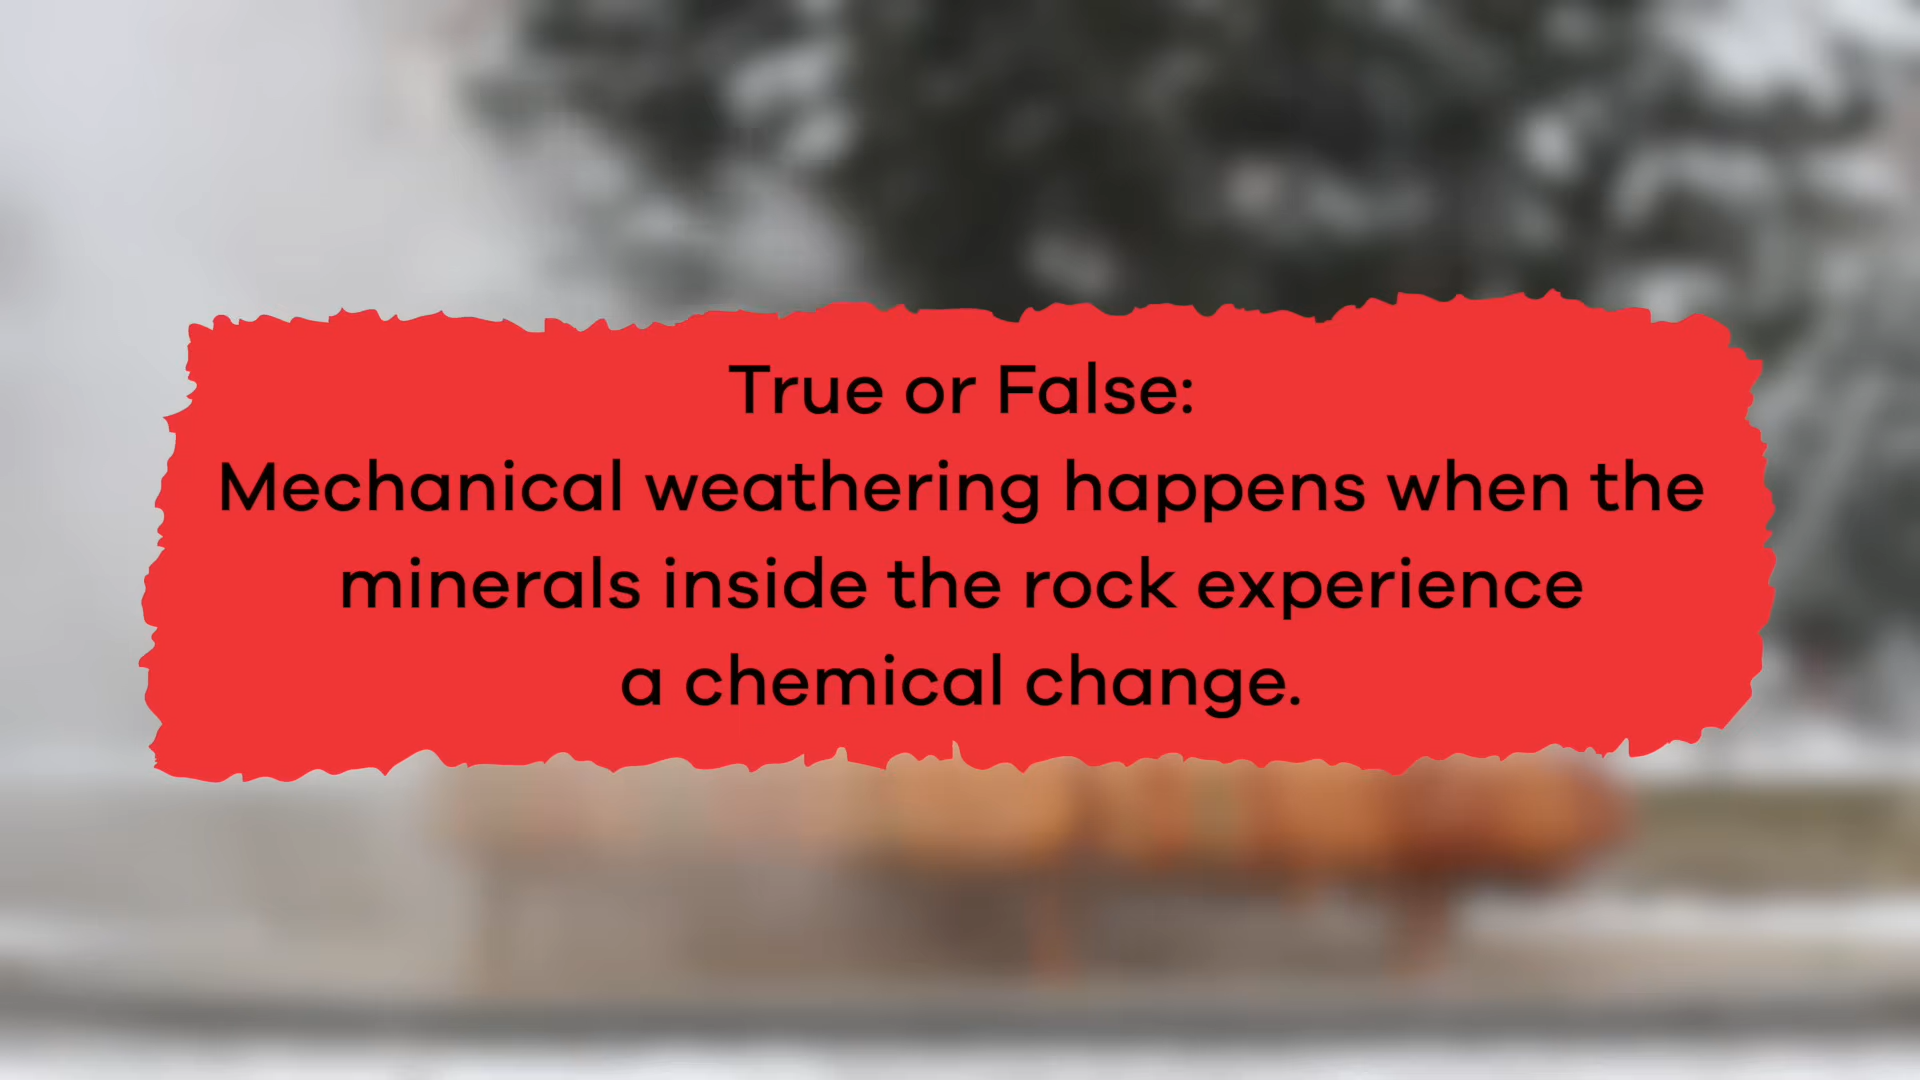 True or False:
Mechanical weathering happens when the
minerals inside the rock experience
a chemical change.